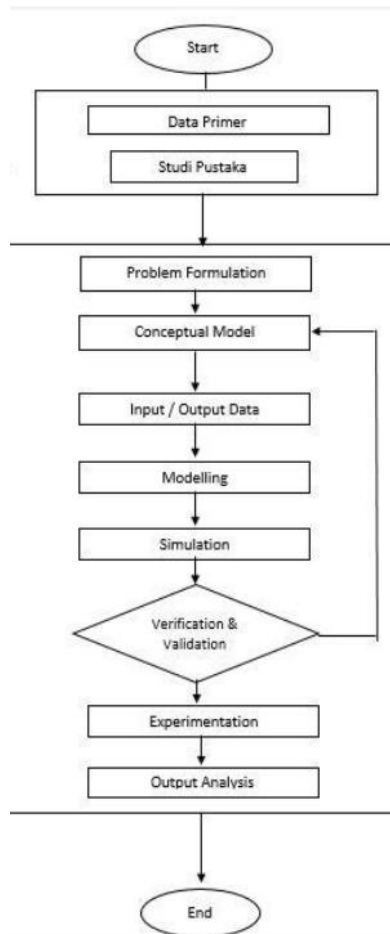 Start
Data Primer
Studi Pustaka
Problem Formulation
Conceptual Model
Input / Output Data
Modelling
Simulation
Verification &
Validation
Experimentation
Output Analysis
End